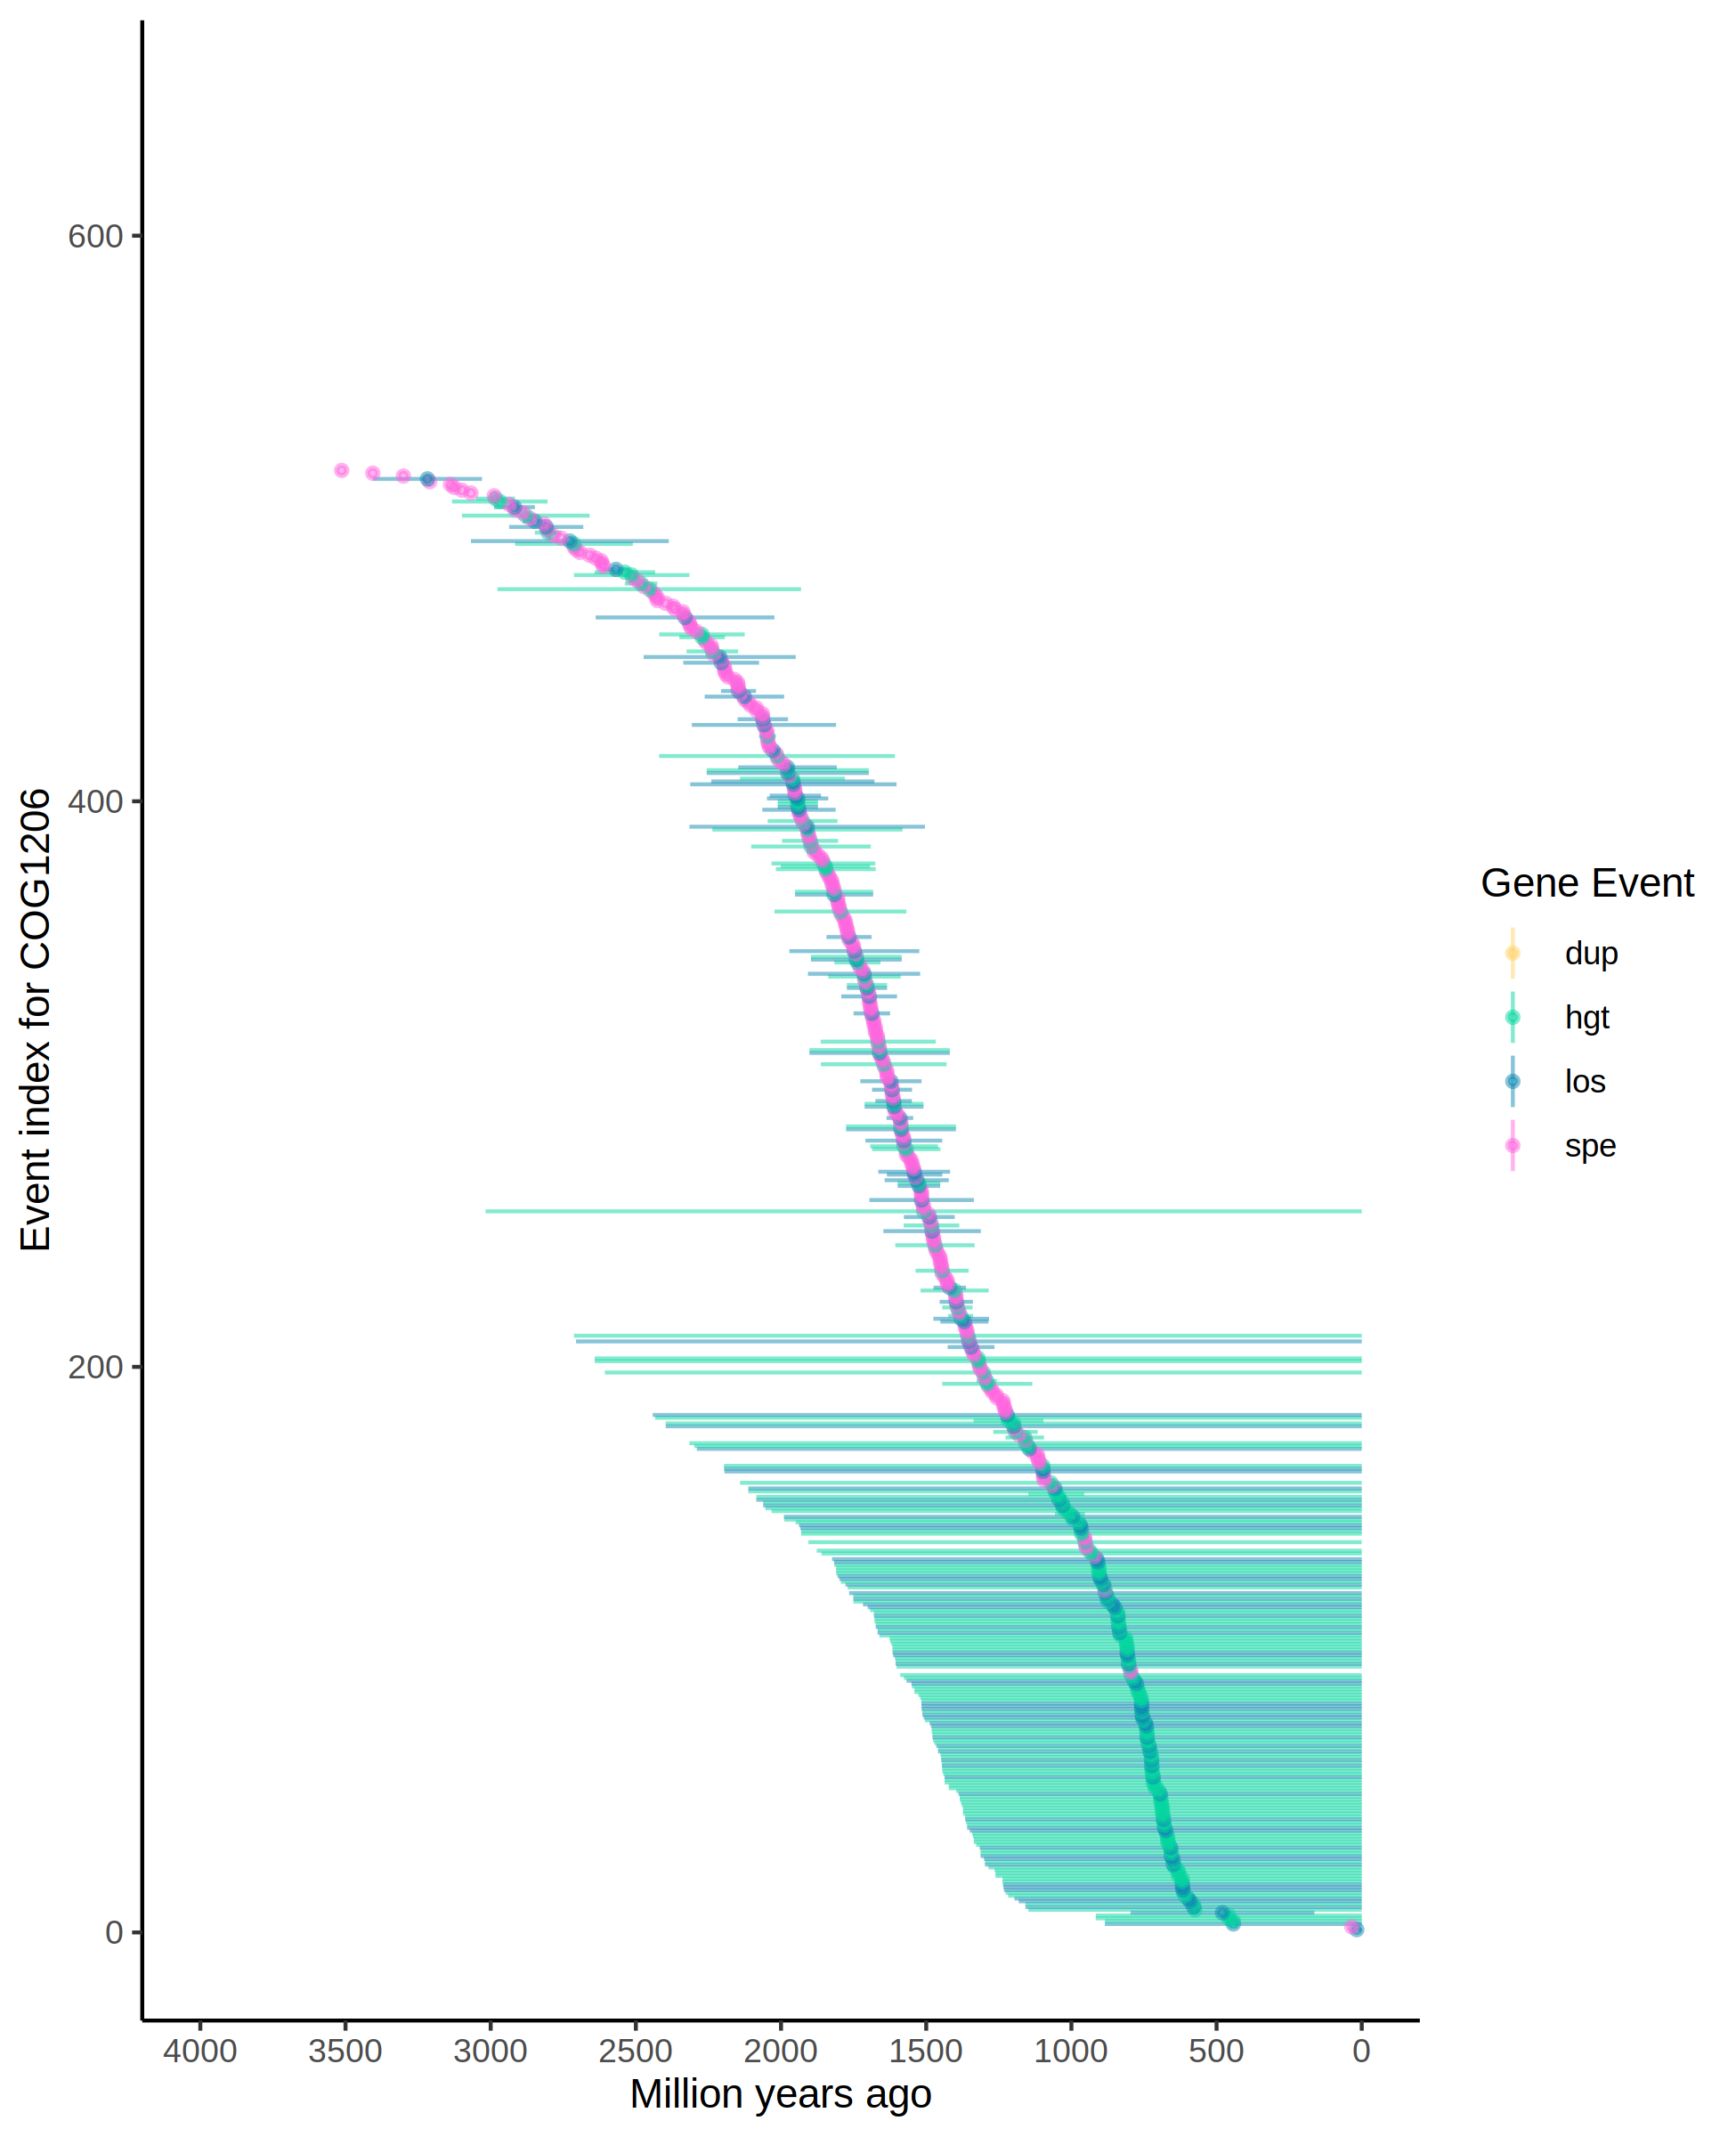 Event index for COG1206
600
400
200
0
4000 3500 3000 2500 2000 1500 1000 500 0
Million years ago
Gene Event
dup
hgt
los
spe